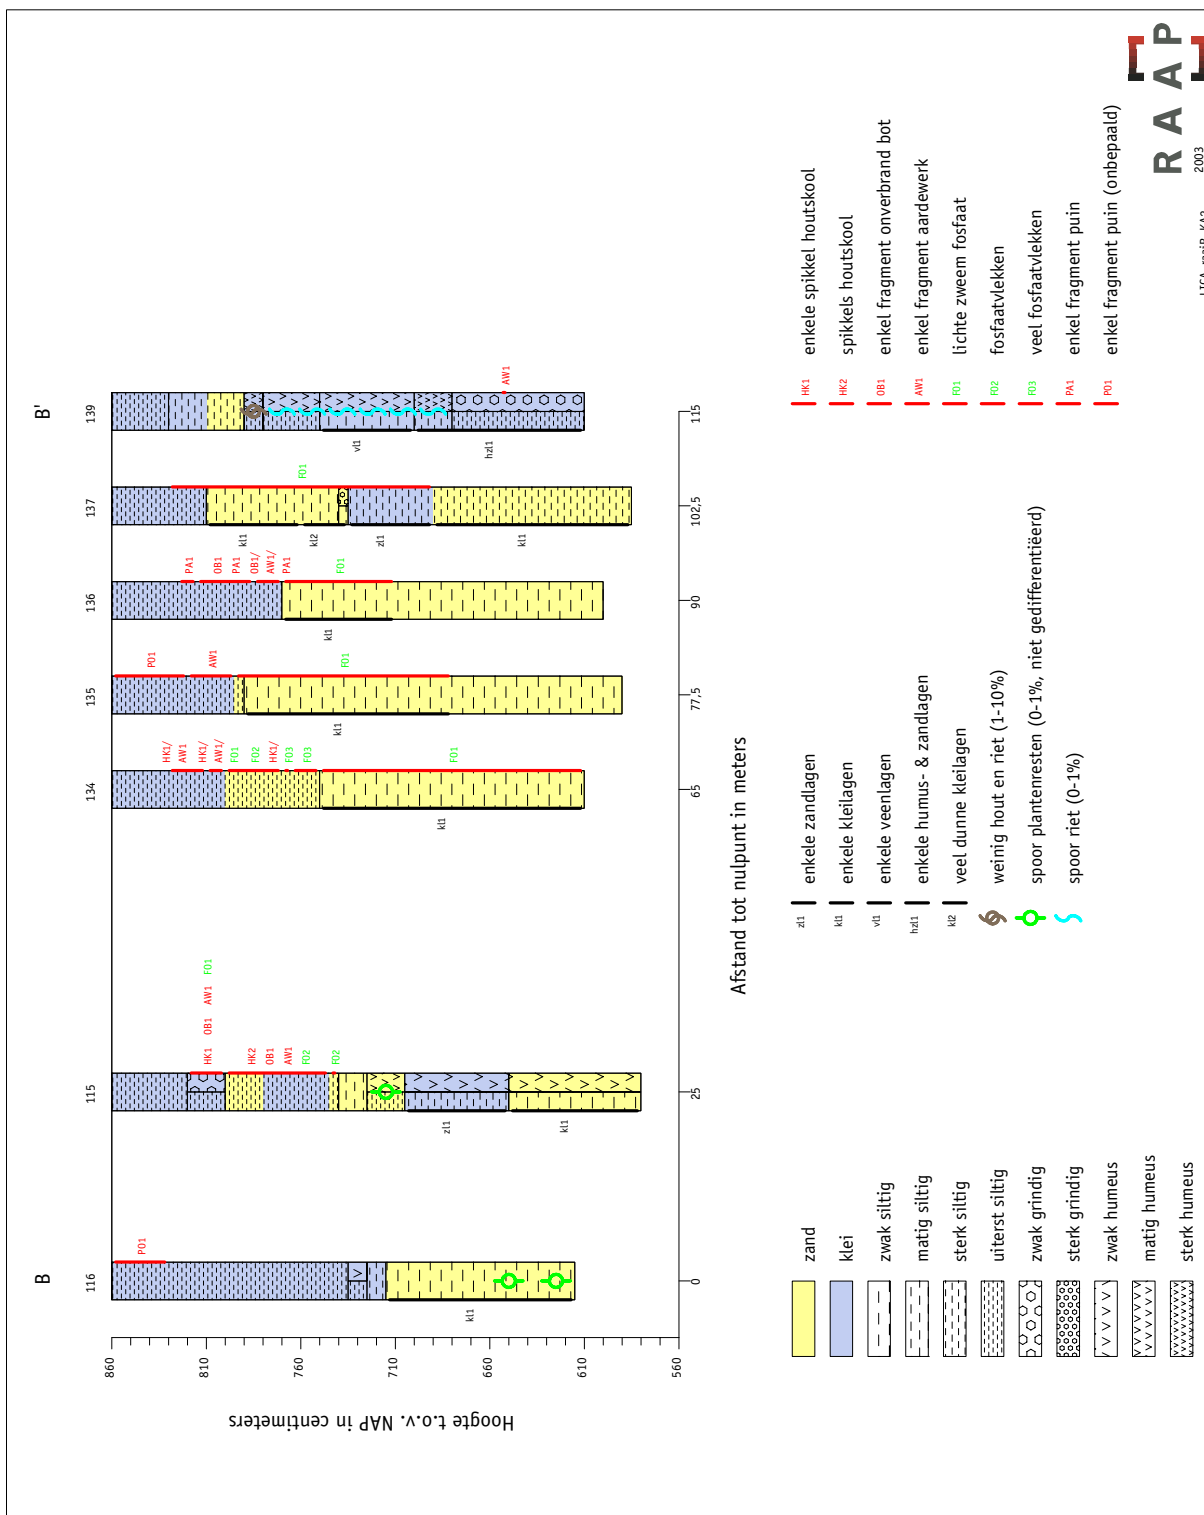 B
B'
116
115
134
135
136
137
139
860
810
760
710
660
610
560
Hoogte t.o.v. NAP in centimeters
PO1
kl1
HK1 OB1 AW1 FO1
HK2
OB1
AW1
FO2
FO2
zl1
kl1
HK1/
AW1
HK1/
AW1/
FO1
FO2
HK1/
FO3
FO3
FO1
kl1
PO1
AW1
FO1
kl1
PA1
OB1
PA1
OB1/
AW1/
PA1
FO1
kl1
FO1
kl1
kl2
zl1
kl1
AW1
vl1
hzl1
0
25
65
77,5
90
102,5
115
Afstand tot nulpunt in meters
zand
klei
zwak siltig
matig siltig
sterk siltig
uiterst siltig
zwak grindig
sterk grindig
zwak humeus
matig humeus
sterk humeus
zl1 enkele zandlagen
kl1 enkele kleilagen
vl1 enkele veenlagen
hzl1 enkele humus- & zandlagen
kl2 veel dunne kleilagen
weinig hout en riet (1-10%)
spoor plantenresten (0-1%, niet gedifferentiëerd)
spoor riet (0-1%)
HK1 enkele spikkel houtskool
HK2 spikkels houtskool
OB1 enkel fragment onverbrand bot
AW1 enkel fragment aardewerk
FO1 lichte zweem fosfaat
FO2 fosfaatvlekken
FO3 veel fosfaatvlekken
PA1 enkel fragment puin
PO1 enkel fragment puin (onbepaald)
RAAP
2003